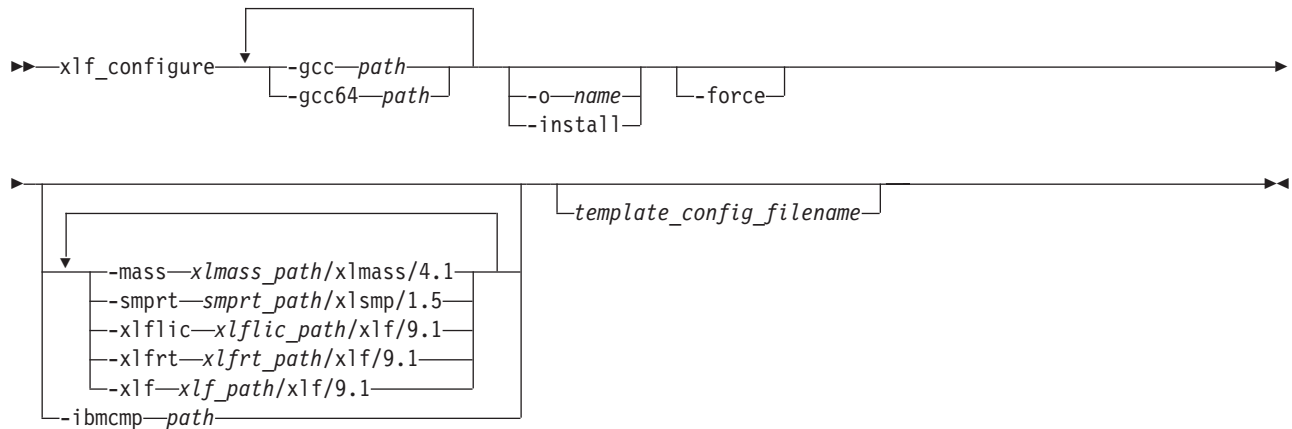 xlf_configure -gcc path -o name -force
-gcc64 path -install
template_config_filename
-mass xlmass_path/xlmass/4.1
-smprt smprt_path/xlsmp/1.5
-xlflic xlflic_path/xlf/9.1
-xlfrt xlfrt_path/xlf/9.1
-xlf xlf_path/xlf/9.1
-ibmcmp path